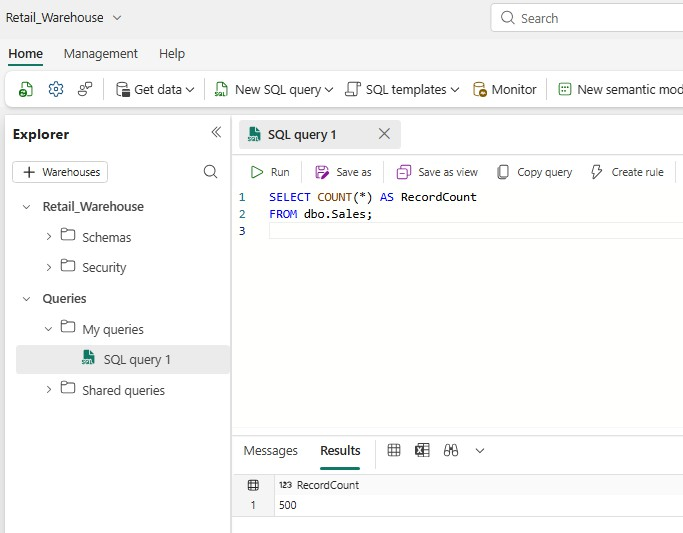 Retail_Warehouse
Search
Home Management Help
Get data New SQL query SQL templates Monitor New semantic mod
Explorer
SQL query 1
Warehouses
Run Save as Save as view Copy query Create rule
Retail_Warehouse
Schemas
Security
Queries
My queries
SQL query 1
Shared queries
1 SELECT COUNT(*) AS RecordCount
2 FROM dbo.Sales;
3
Messages Results
123 RecordCount
1 500